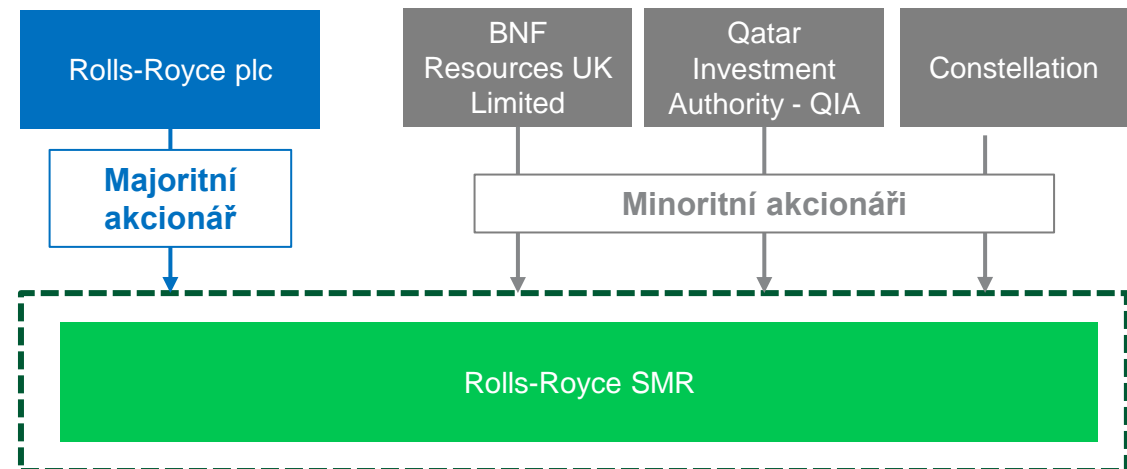 Rolls-Royce plc
BNF
Resources UK
Limited
Qatar
Investment
Authority - QIA
Constellation
Majoritní
akcionář
Minoritní akcionáři
Rolls-Royce SMR